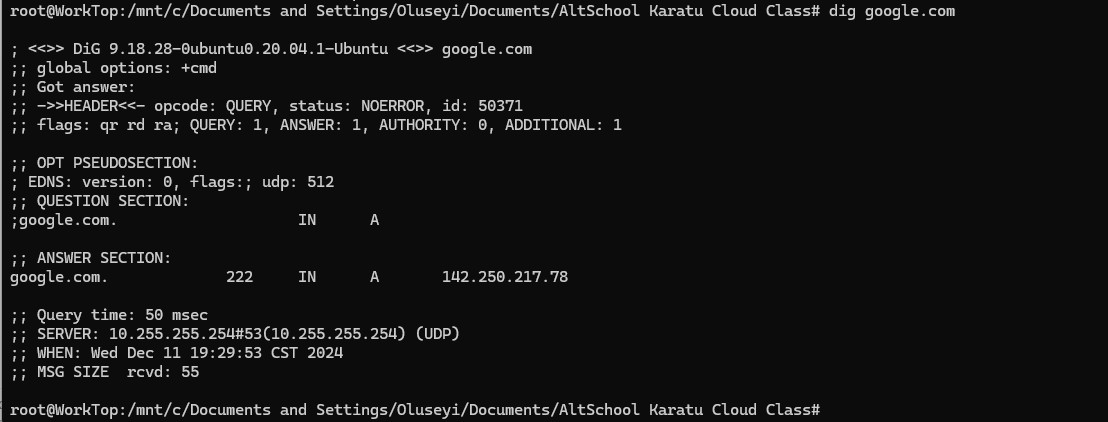 root@WorkTop:/mnt/c/Documents and Settings/Oluseyi/Documents/AltSchool Karatu Cloud Class# dig google.com
; <<>> DiG 9.18.28-0ubuntu0.20.04.1-Ubuntu <<>> google.com
;; global options: +cmd
;; Got answer:
;; ->>HEADER<<- opcode: QUERY, status: NOERROR, id: 50371
;; flags: qr rd ra; QUERY: 1, ANSWER: 1, AUTHORITY: 0, ADDITIONAL: 1
;; OPT PSEUDOSECTION:
; EDNS: version: 0, flags:; udp: 512
;; QUESTION SECTION:
;google.com. IN A
;; ANSWER SECTION:
google.com. 222 IN A 142.250.217.78
;; Query time: 50 msec
;; SERVER: 10.255.255.254#53(10.255.255.254) (UDP)
;; WHEN: Wed Dec 11 19:29:53 CST 2024
;; MSG SIZE rcvd: 55
root@WorkTop:/mnt/c/Documents and Settings/Oluseyi/Documents/AltSchool Karatu Cloud Class#